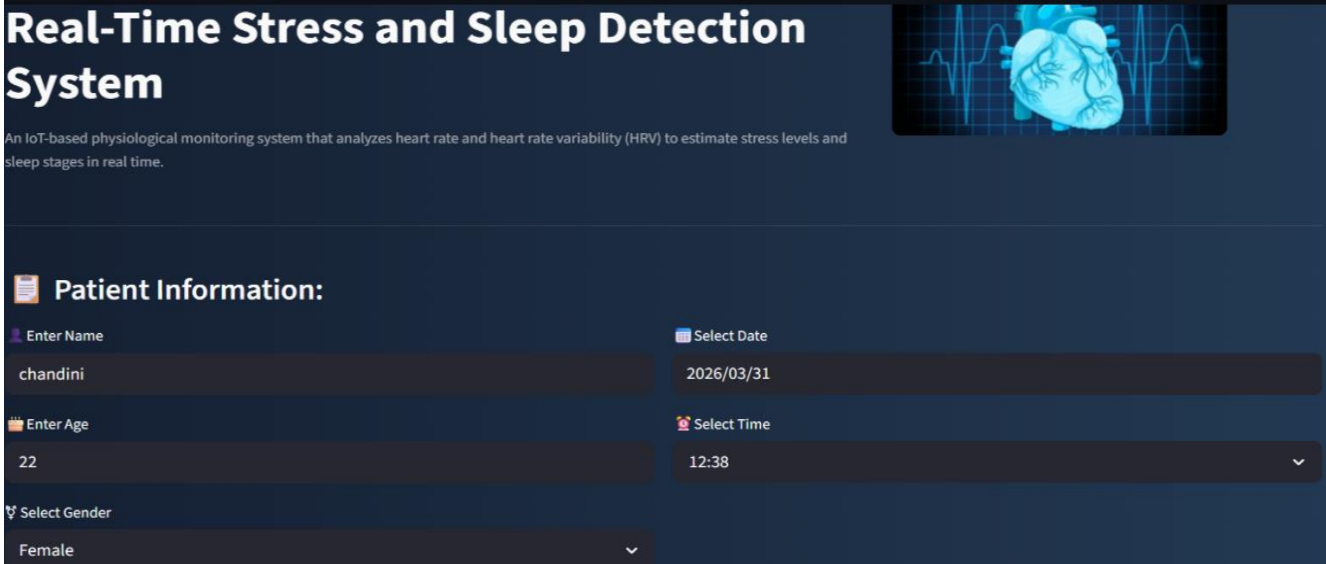 Real-Time Stress and Sleep Detection
System
An IoT-based physiological monitoring system that analyzes heart rate and heart rate variability (HRV) to estimate stress levels and
sleep stages in real time.
Patient Information:
Enter Name
chandini
Select Date
2026/03/31
Enter Age
22
Select Time
12:38
Select Gender
Female